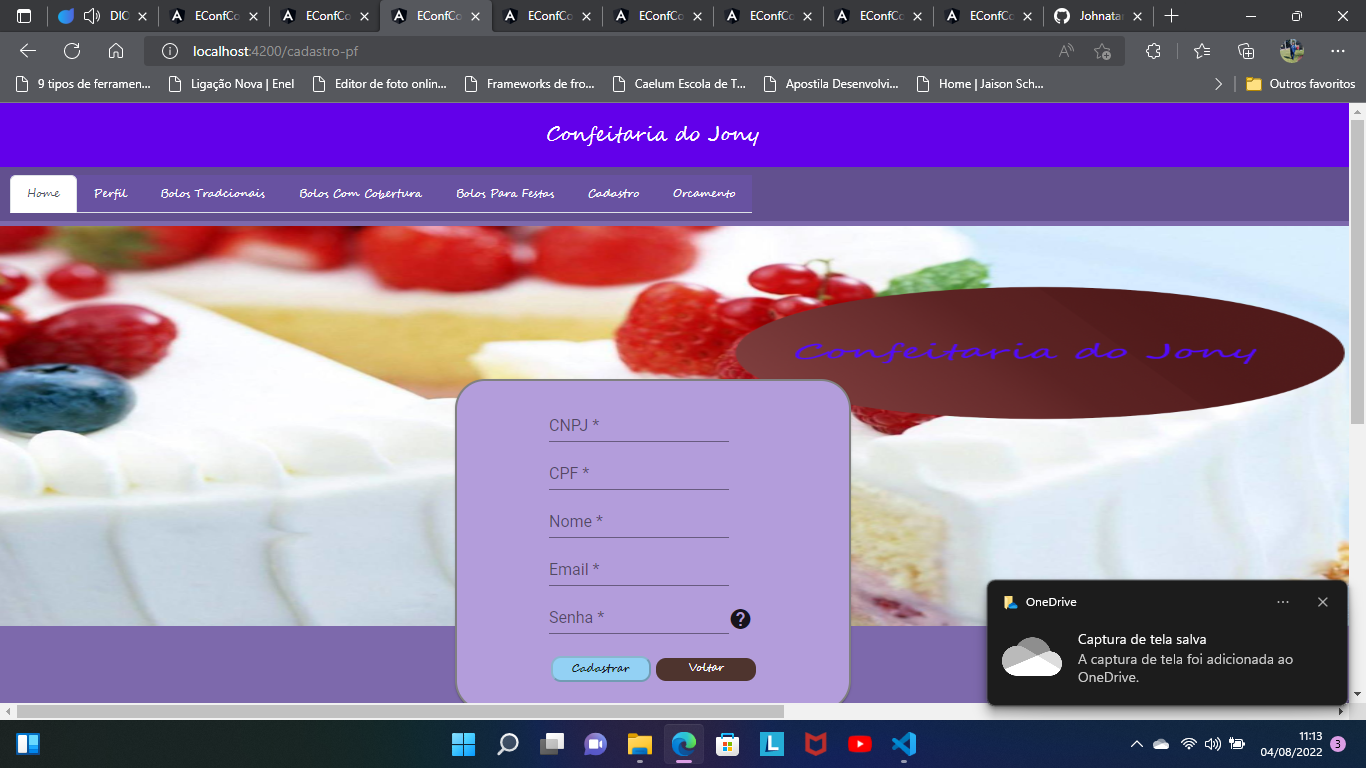 DIO
EConfCo
EConfCo
EConfCo
EConfCo
EConfCo
EConfCo
EConfCo
EConfCo
Johnatan
localhost:4200/cadastro-pf
9 tipos de ferramen...
Ligação Nova | Enel
Editor de foto onlin...
Frameworks de fro...
Caelum Escola de T...
Apostila Desenvolvi...
Home | Jaison Sch...
Outros favoritos
Confeitaria do Jony
Home
Perfil
Bolos Tradcionais
Bolos Com Cobertura
Bolos Para Festas
Cadastro
Orcamento
Confeitaria do Jony
CNPJ *
CPF *
Nome *
Email *
Senha *
?
Cadastrar
Voltar
OneDrive
Captura de tela salva
A captura de tela foi adicionada ao
OneDrive.
11:13
04/08/2022
3